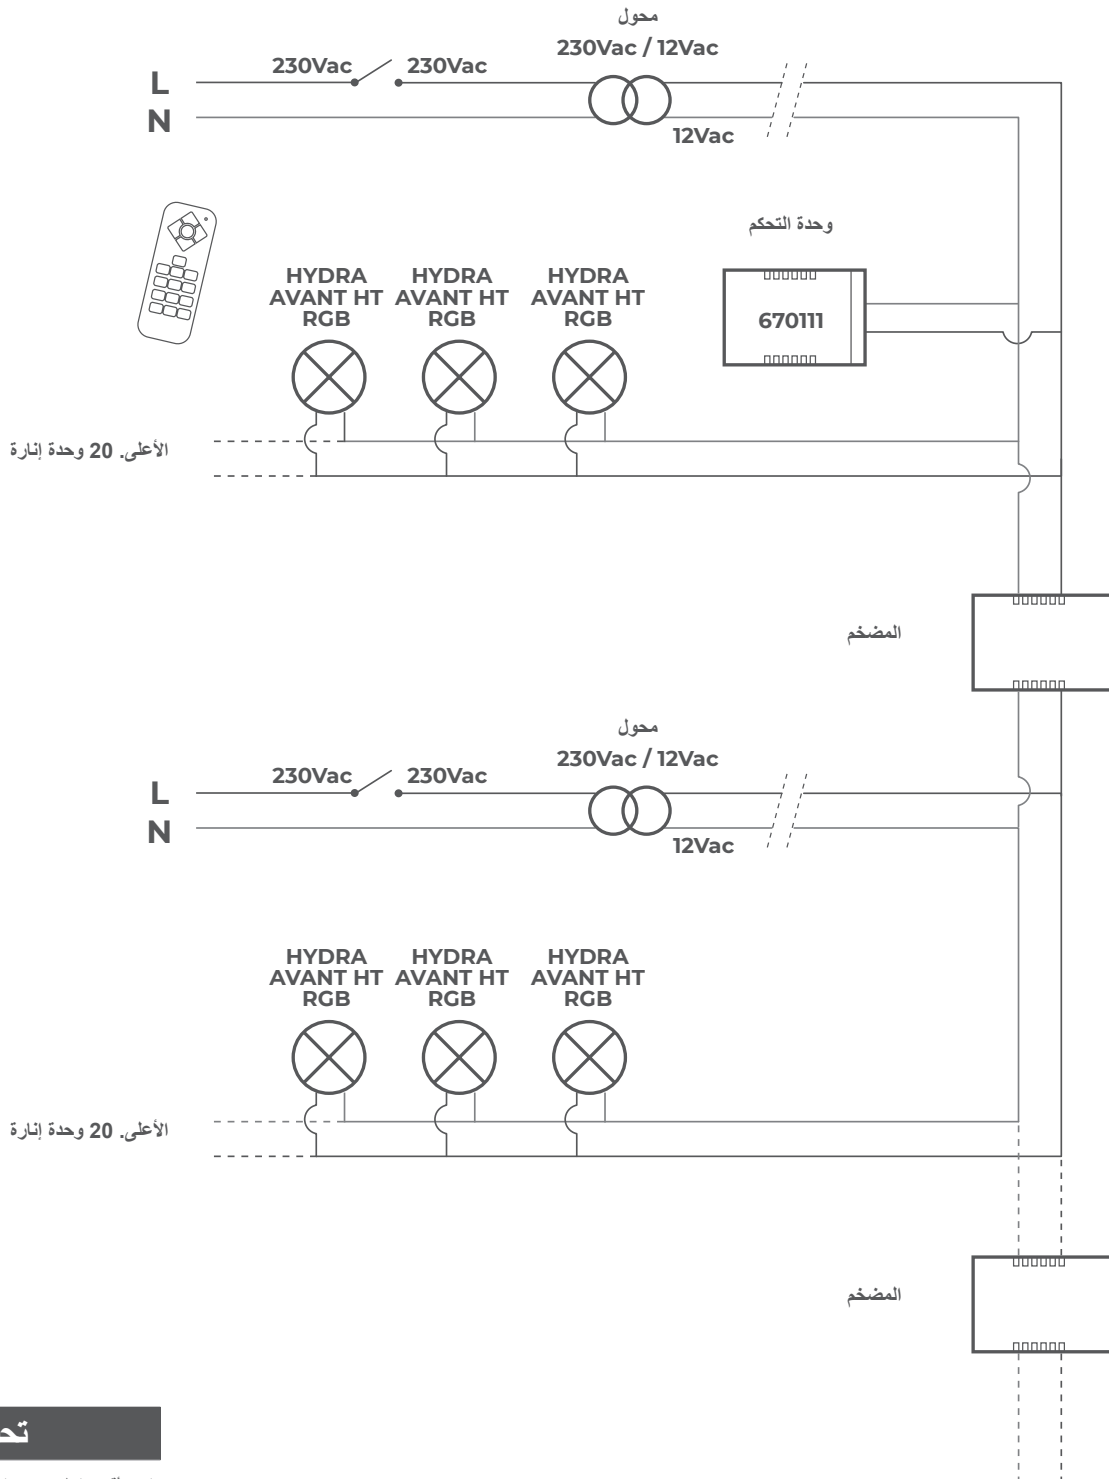 محول
230Vac / 12Vac
230Vac
230Vac
L
N
12Vac
وحدة التحكم
HYDRA
AVANT HT
RGB
HYDRA
AVANT HT
RGB
HYDRA
AVANT HT
RGB
670111
الأعلى. 20 وحدة إنارة
المضخم
محول
230Vac / 12Vac
230Vac
230Vac
L
N
12Vac
HYDRA
AVANT HT
RGB
HYDRA
AVANT HT
RGB
HYDRA
AVANT HT
RGB
الأعلى. 20 وحدة إنارة
المضخم